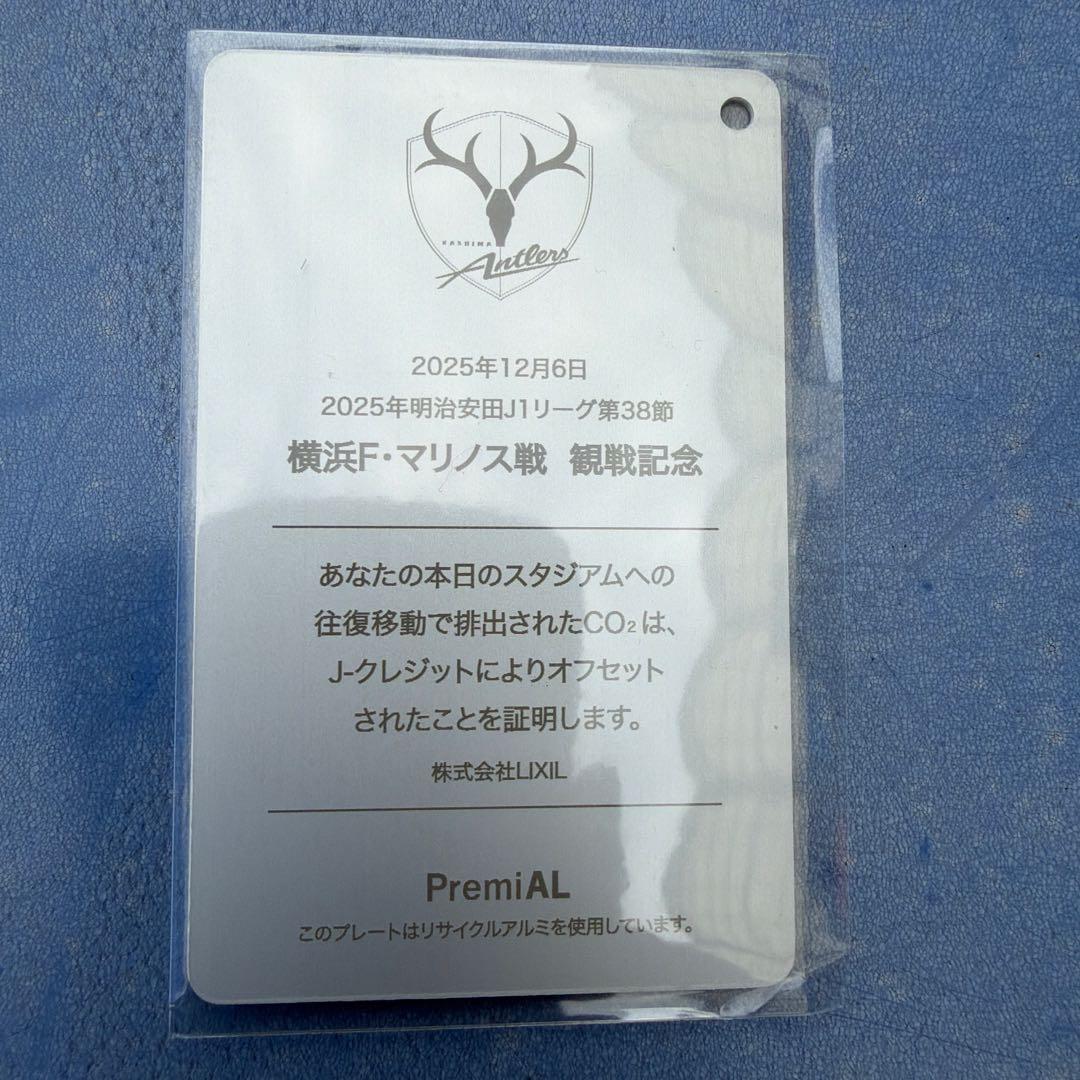 KASHIMA
Antlers
2025年12月6日
2025年明治安田J1リーグ第38節
横浜F・マリノス戦 観戦記念
あなたの本日のスタジアムへの
往復移動で排出されたCO₂は、
J-クレジットによりオフセット
されたことを証明します。
株式会社LIXIL
PremiAL
このプレートはリサイクルアルミを使用しています。